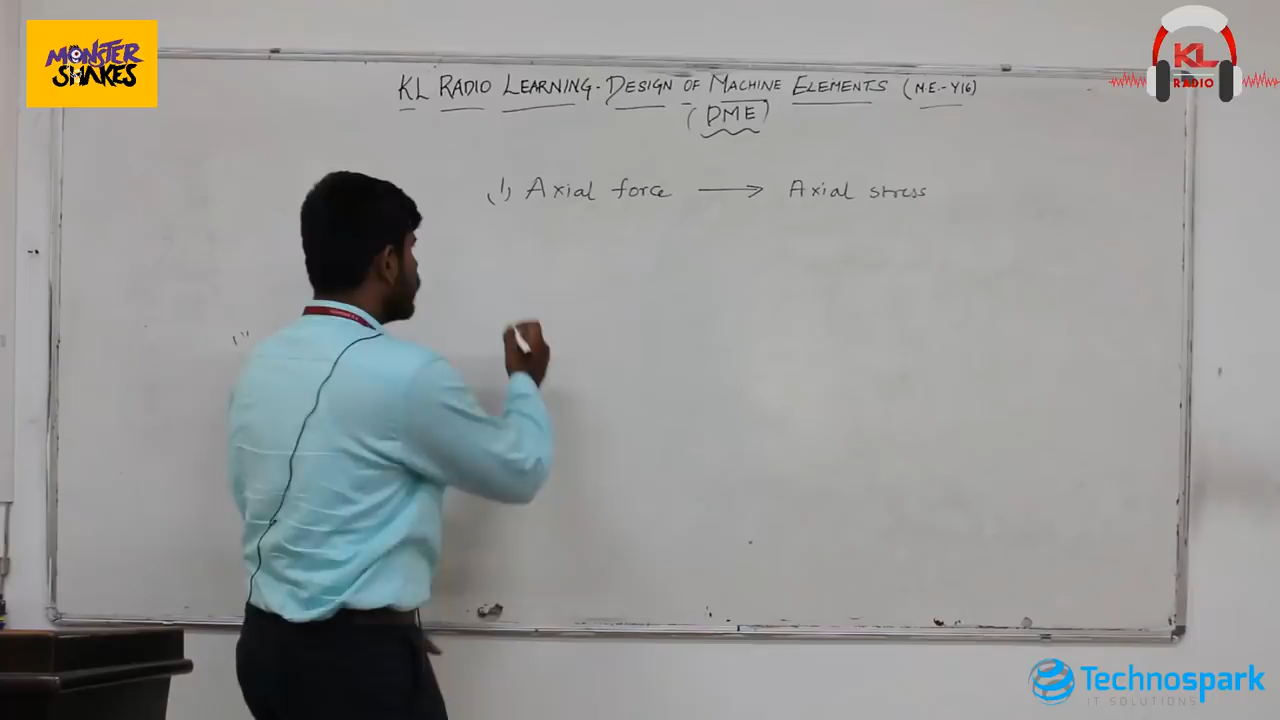 MONSTER
SHAKES
KL RADIO LEARNING - DESIGN OF MACHINE ELEMENTS (M.E.-Y16)
(DME)
KL
RADIO
(1) Axial force → Axial stress
Technospark
IT SOLUTIONS